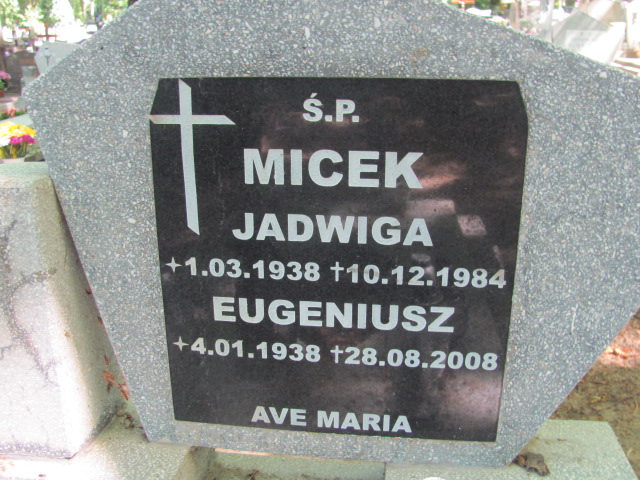 Ś.P.
MICEK
JADWIGA
✦1.03.1938 ✝10.12.1984
EUGENIUSZ
✦4.01.1938 ✝28.08.2008
AVE MARIA